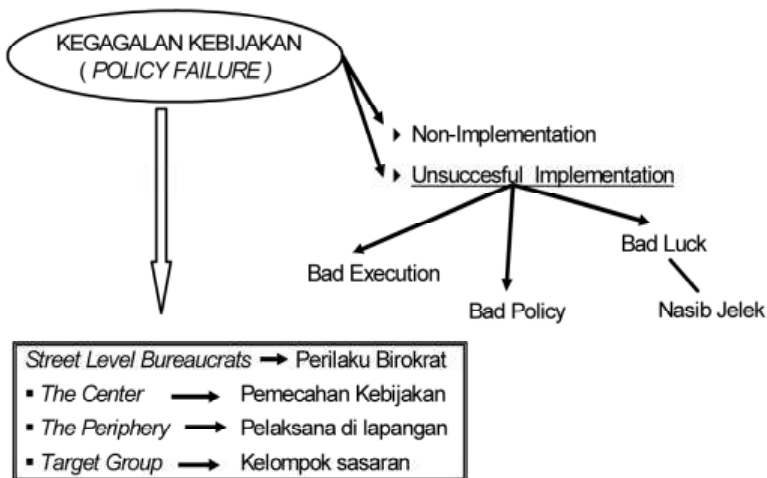 KEGAGALAN KEBIJAKAN
( POLICY FAILURE )
Non-Implementation
Unsuccesful Implementation
Bad Luck
Bad Execution
Bad Policy
Nasib Jelek
Street Level Bureaucrats → Perilaku Birokrat
▪ The Center → Pemecahan Kebijakan
▪ The Periphery → Pelaksana di lapangan
▪ Target Group → Kelompok sasaran